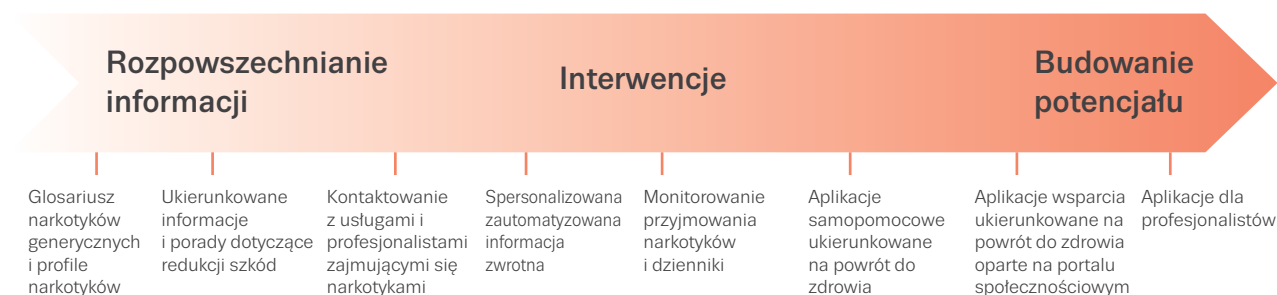 Rozpowszechnianie
informacji
Interwencje
Budowanie
potencjału
Glosariusz
narkotyków
generycznych
i profile
narkotyków
Ukierunkowane
informacje
i porady dotyczące
redukcji szkód
Kontaktowanie
z usługami i
profesjonalistami
zajmującymi się
narkotykami
Spersonalizowana
zautomatyzowana
informacja
zwrotna
Monitorowanie
przyjmowania
narkotyków
i dzienniki
Aplikacje
samopomocowe
ukierunkowane
na powrót do
zdrowia
Aplikacje wsparcia
ukierunkowane na
powrót do zdrowia
oparte na portalu
społecznościowym
Aplikacje dla
profesjonalistów